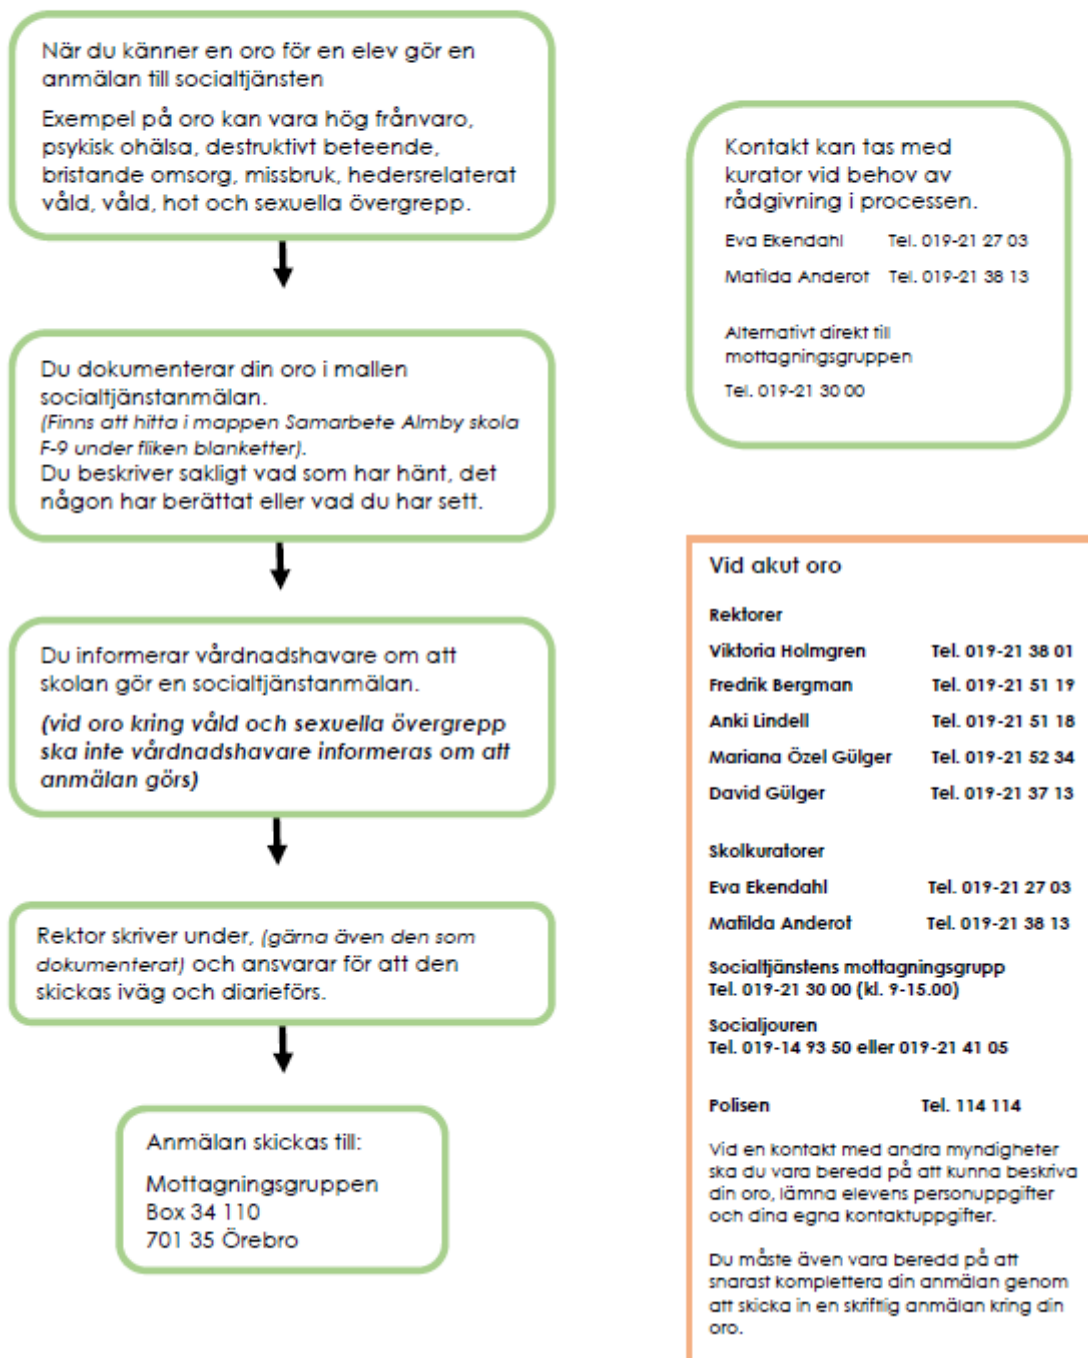 När du känner en oro för en elev gör en
anmälan till socialtjänsten
Exempel på oro kan vara hög frånvaro,
psykisk ohälsa, destruktivt beteende,
bristande omsorg, missbruk, hedersrelaterat
våld, våld, hot och sexuella övergrepp.
Du dokumenterar din oro i mallen
socialtjänstanmälan.
(Finns att hitta i mappen Samarbete Almby skola
F-9 under fliken blanketter).
Du beskriver sakligt vad som har hänt, det
någon har berättat eller vad du har sett.
Du informerar vårdnadshavare om att
skolan gör en socialtjänstanmälan.
(vid oro kring våld och sexuella övergrepp
ska inte vårdnadshavare informeras om att
anmälan görs)
Rektor skriver under, (gärna även den som
dokumenterat) och ansvarar för att den
skickas iväg och diarieförs.
Anmälan skickas till:
Mottagningsgruppen
Box 34 110
701 35 Örebro
Kontakt kan tas med
kurator vid behov av
rådgivning i processen.
Eva Ekendahl Tel. 019-21 27 03
Matilda Anderot Tel. 019-21 38 13
Alternativt direkt till
mottagningsgruppen
Tel. 019-21 30 00
Vid akut oro
Rektorer
Viktoria Holmgren Tel. 019-21 38 01
Fredrik Bergman Tel. 019-21 51 19
Anki Lindell Tel. 019-21 51 18
Mariana Özel Gülger Tel. 019-21 52 34
David Gülger Tel. 019-21 37 13
Skolkuratorer
Eva Ekendahl Tel. 019-21 27 03
Matilda Anderot Tel. 019-21 38 13
Socialtjänstens mottagningsgrupp
Tel. 019-21 30 00 (kl. 9-15.00)
Socialjouren
Tel. 019-14 93 50 eller 019-21 41 05
Polisen Tel. 114 114
Vid en kontakt med andra myndigheter
ska du vara beredd på att kunna beskriva
din oro, lämna elevens personuppgifter
och dina egna kontaktuppgifter.
Du måste även vara beredd på att
snarast komplettera din anmälan genom
att skicka in en skriftlig anmälan kring din
oro.